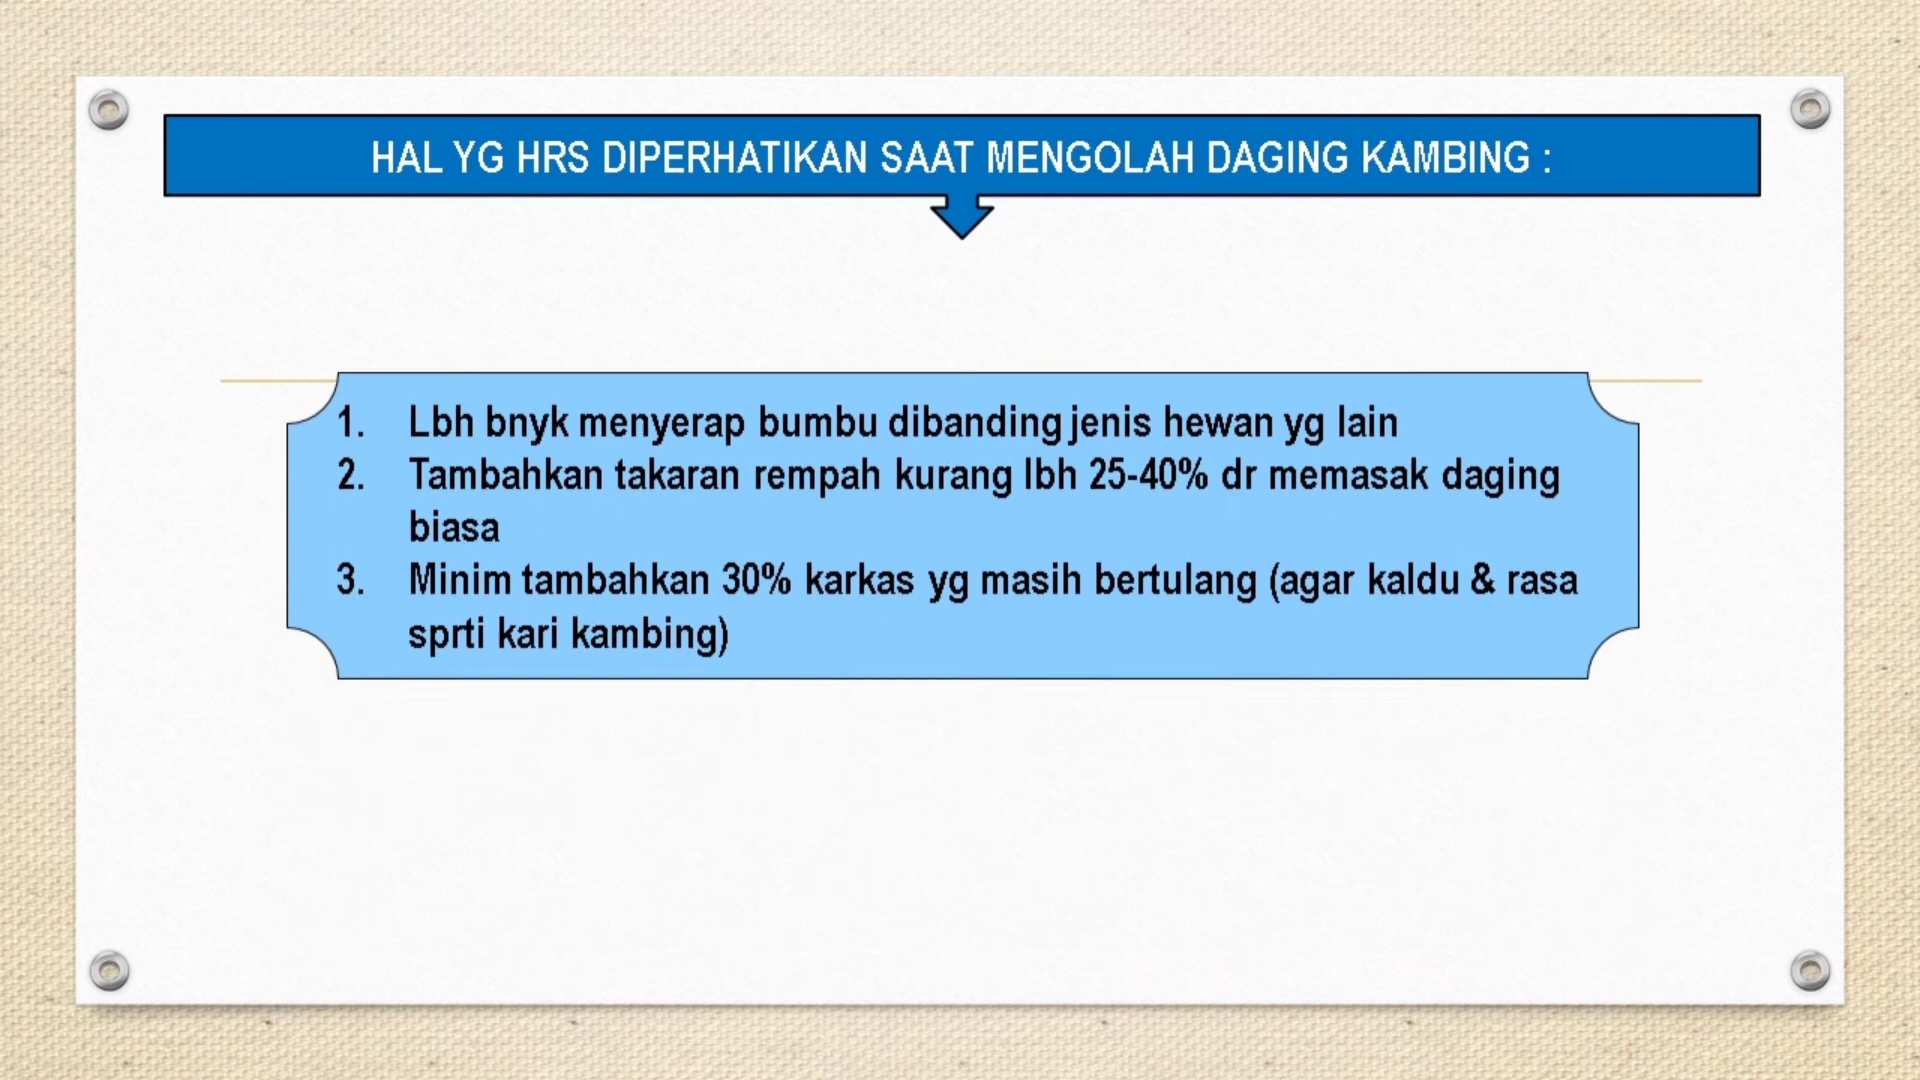 HAL YG HRS DIPERHATIKAN SAAT MENGOLAH DAGING KAMBING :
1. Lbh bnyk menyerap bumbu dibanding jenis hewan yg lain
2. Tambahkan takaran rempah kurang lbh 25-40% dr memasak daging
biasa
3. Minim tambahkan 30% karkas yg masih bertulang (agar kaldu & rasa
sprti kari kambing)